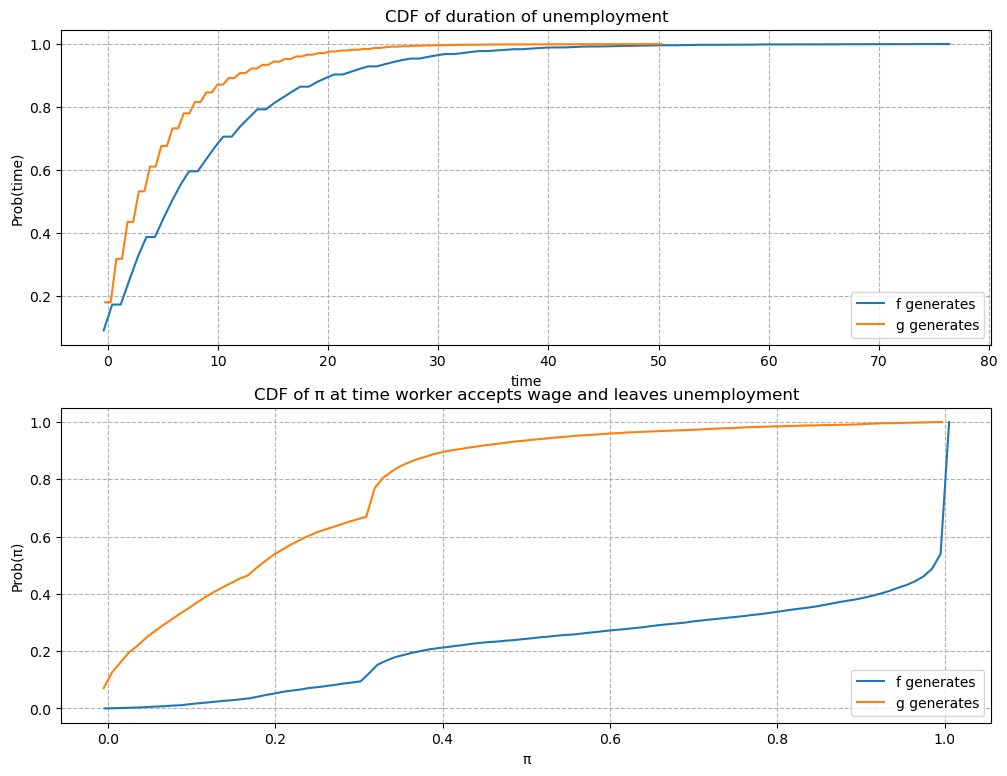 CDF of duration of unemployment
1.0
0.8
0.6
0.4
0.2
Prob(time)
f generates
g generates
0 10 20 30 40 50 60 70 80
time
CDF of π at time worker accepts wage and leaves unemployment
1.0
0.8
0.6
0.4
0.2
0.0
Prob(π)
f generates
g generates
0.0 0.2 0.4 0.6 0.8 1.0
π